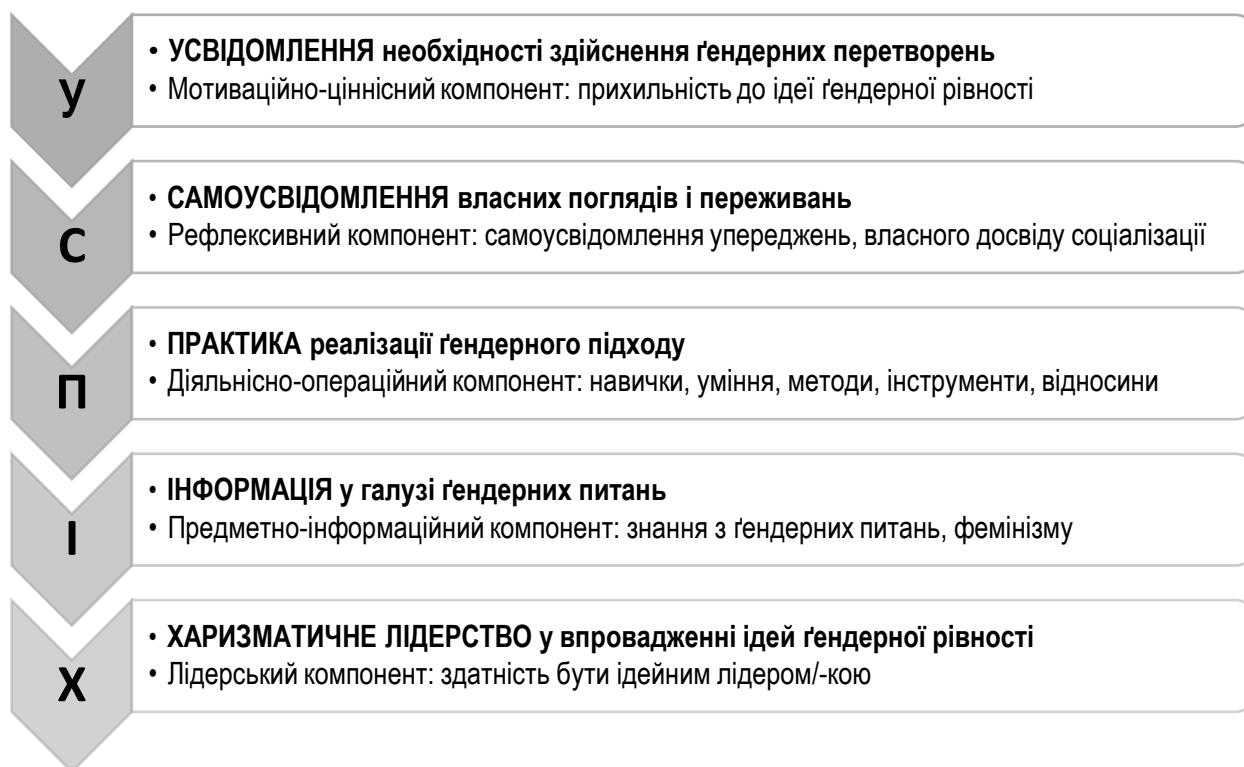 У
• УСВІДОМЛЕННЯ необхідності здійснення ґендерних перетворень
• Мотиваційно-ціннісний компонент: прихильність до ідеї ґендерної рівності
С
• САМОУСВІДОМЛЕННЯ власних поглядів і переживань
• Рефлексивний компонент: самоусвідомлення упереджень, власного досвіду соціалізації
П
• ПРАКТИКА реалізації ґендерного підходу
• Діяльнісно-операційний компонент: навички, уміння, методи, інструменти, відносини
І
• ІНФОРМАЦІЯ у галузі ґендерних питань
• Предметно-інформаційний компонент: знання з ґендерних питань, фемінізму
Х
• ХАРИЗМАТИЧНЕ ЛІДЕРСТВО у впровадженні ідей ґендерної рівності
• Лідерський компонент: здатність бути ідейним лідером/-кою